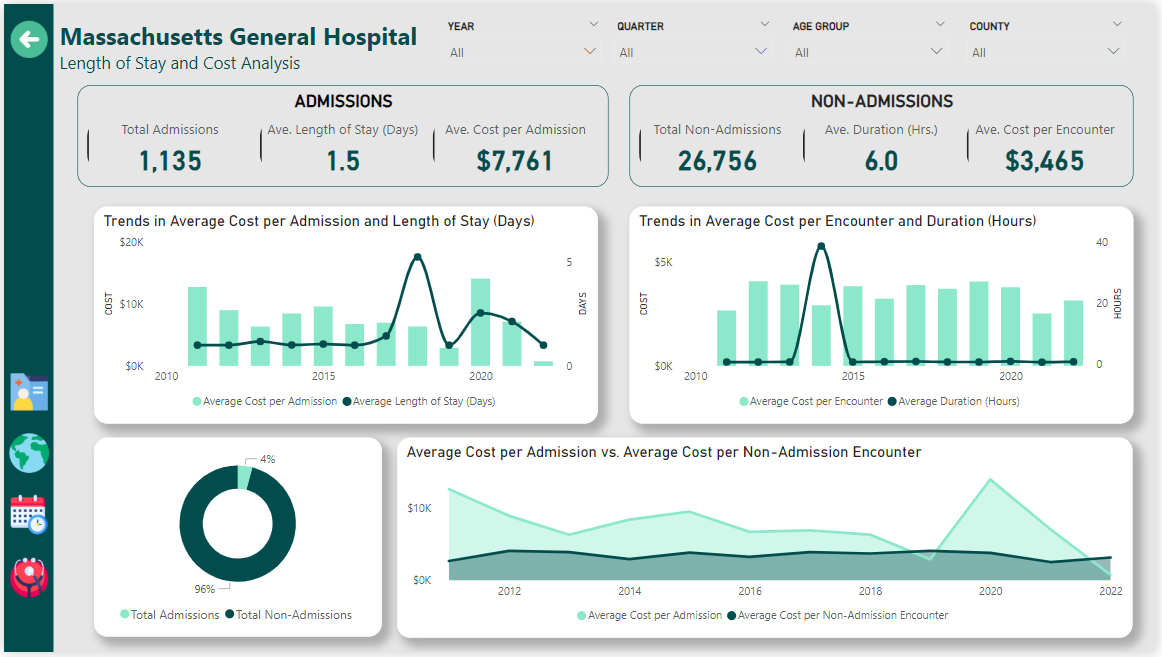 Massachusetts General Hospital
Length of Stay and Cost Analysis
YEAR
All
QUARTER
All
AGE GROUP
All
COUNTY
All
ADMISSIONS
Total Admissions
1,135
Ave. Length of Stay (Days)
1.5
Ave. Cost per Admission
$7,761
NON-ADMISSIONS
Total Non-Admissions
26,756
Ave. Duration (Hrs.)
6.0
Ave. Cost per Encounter
$3,465
Trends in Average Cost per Admission and Length of Stay (Days)
$20K
$10K
$0K
COST
5
0
DAYS
2010
2015
2020
Average Cost per Admission
Average Length of Stay (Days)
Trends in Average Cost per Encounter and Duration (Hours)
$5K
$0K
COST
40
20
0
HOURS
2010
2015
2020
Average Cost per Encounter
Average Duration (Hours)
4%
96%
Total Admissions
Total Non-Admissions
Average Cost per Admission vs. Average Cost per Non-Admission Encounter
$10K
$0K
2012
2014
2016
2018
2020
2022
Average Cost per Admission
Average Cost per Non-Admission Encounter